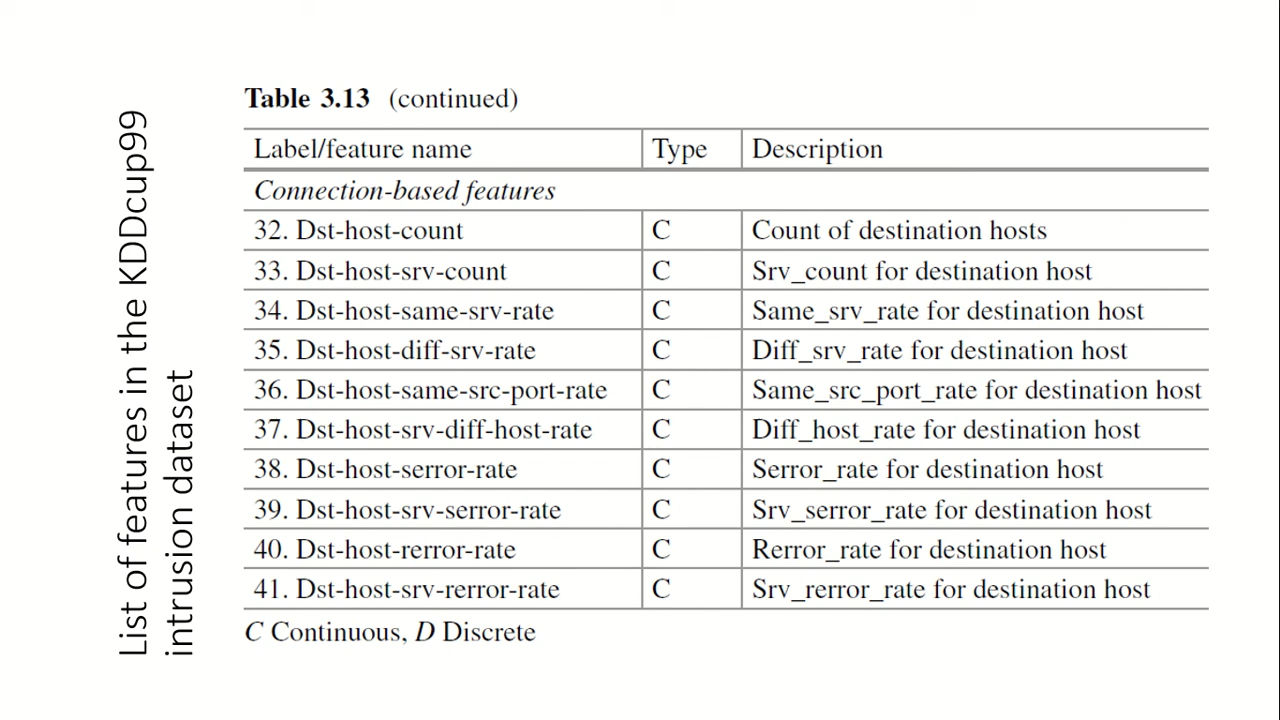 List of features in the KDDcup99
intrusion dataset
Table 3.13 (continued)
Label/feature name Type Description
Connection-based features
32. Dst-host-count C Count of destination hosts
33. Dst-host-srv-count C Srv_count for destination host
34. Dst-host-same-srv-rate C Same_srv_rate for destination host
35. Dst-host-diff-srv-rate C Diff_srv_rate for destination host
36. Dst-host-same-src-port-rate C Same_src_port_rate for destination host
37. Dst-host-srv-diff-host-rate C Diff_host_rate for destination host
38. Dst-host-serror-rate C Serror_rate for destination host
39. Dst-host-srv-serror-rate C Srv_serror_rate for destination host
40. Dst-host-rerror-rate C Rerror_rate for destination host
41. Dst-host-srv-rerror-rate C Srv_rerror_rate for destination host
C Continuous, D Discrete